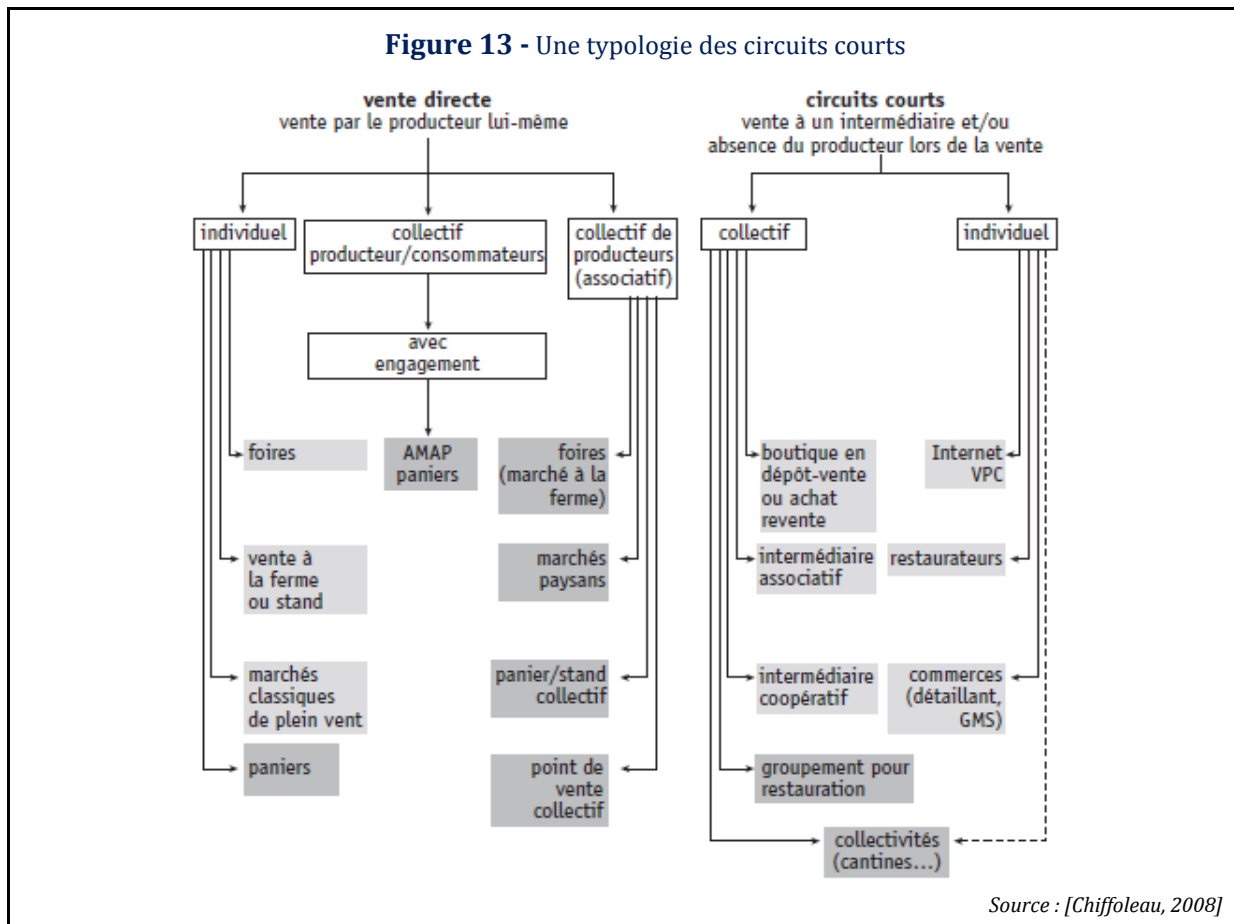 Figure 13 - Une typologie des circuits courts
vente directe
vente par le producteur lui-même
circuits courts
vente à un intermédiaire et/ou
absence du producteur lors de la vente
individuel
collectif
producteur/consommateurs
collectif de
producteurs
(associatif)
collectif
individuel
avec
engagement
foires
AMAP
paniers
foires
(marché à la
ferme)
boutique en
dépôt-vente
ou achat
revente
Internet
VPC
vente à
la ferme
ou stand
marchés
paysans
intermédiaire
associatif
restaurateurs
marchés
classiques
de plein vent
panier/stand
collectif
intermédiaire
coopératif
commerces
(détaillant,
GMS)
paniers
point de
vente
collectif
groupement pour
restauration
collectivités
(cantines...)
Source : [Chiffoleau, 2008]